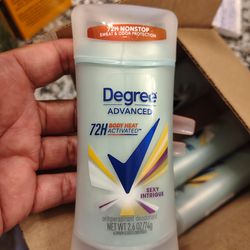 72H NONSTOP
SWEAT & ODOR PROTECTION
Degree
ADVANCED
72H BODY HEAT
ACTIVATED™
SEXY
INTRIGUE
antiperspirant deodorant
NET WT 2.6 OZ/74g